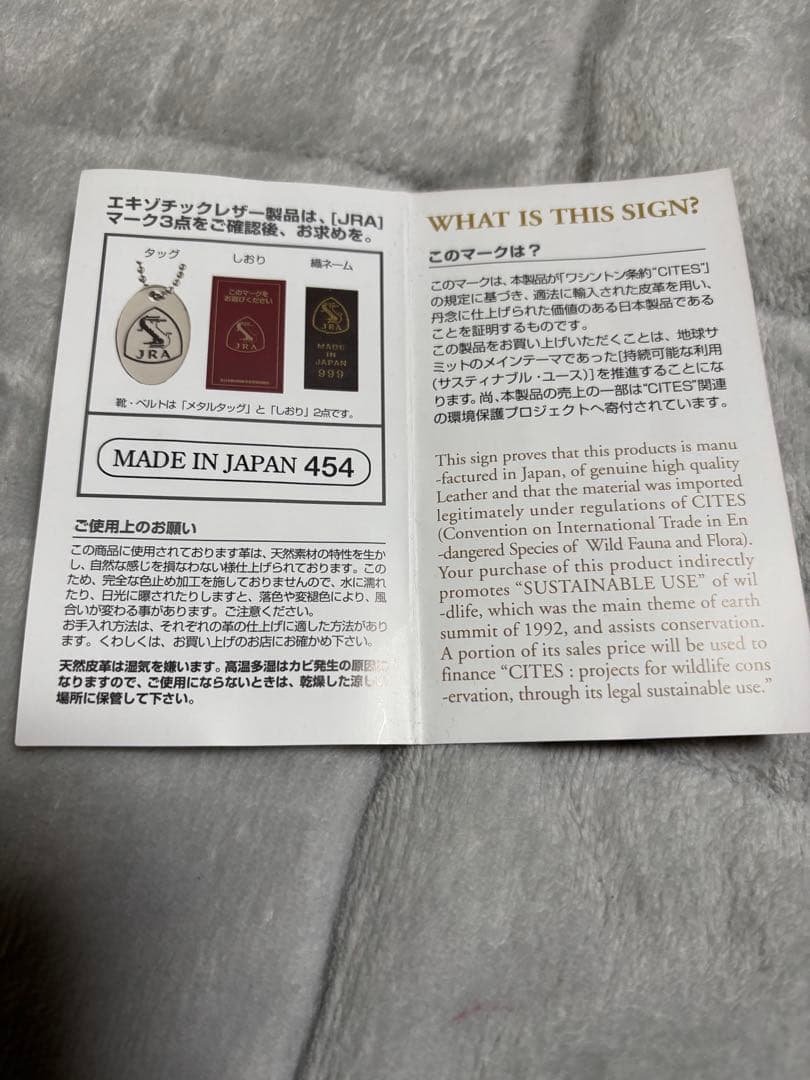 エキゾチックレザー製品は、[JRA]
マーク3点をご確認後、お求めを。
タッグ
しおり
織ネーム
JRA
このマークを
お選びください
JRA
JRA
MADE
IN
JAPAN
999
靴・ベルトは「メタルタッグ」と「しおり」2点です。
MADE IN JAPAN 454
ご使用上のお願い
この商品に使用されております革は、天然素材の特性を生か
し、自然な感じを損なわない様仕上げられております。この
ため、完全な色止め加工を施しておりませんので、水に濡れ
たり、日光に曝されたりしますと、落色や変褪色により、風
合いが変わる事があります。ご注意ください。
お手入れ方法は、それぞれの革の仕上げに適した方法があり
ます。くわしくは、お買い上げのお店にお確かめ下さい。
天然皮革は湿気を嫌います。高温多湿はカビ発生の原因に
なりますので、ご使用にならないときは、乾燥した涼しい
場所に保管して下さい。
WHAT IS THIS SIGN?
このマークは？
このマークは、本製品が「ワシントン条約"CITES"」
の規定に基づき、適法に輸入された皮革を用い、
丹念に仕上げられた価値のある日本製品である
ことを証明するものです。
この製品をお買い上げいただくことは、地球サ
ミットのメインテーマであった[持続可能な利用
(サスティナブル・ユース)]を推進することにな
ります。尚、本製品の売上の一部は"CITES"関連
の環境保護プロジェクトへ寄付されています。
This sign proves that this products is manu
-factured in Japan, of genuine high quality
Leather and that the material was imported
legitimately under regulations of CITES
(Convention on International Trade in En
-dangered Species of Wild Fauna and Flora).
Your purchase of this product indirectly
promotes “SUSTAINABLE USE” of wil
-dlife, which was the main theme of earth
summit of 1992, and assists conservation.
A portion of its sales price will be used to
finance “CITES : projects for wildlife cons
-ervation, through its legal sustainable use.”